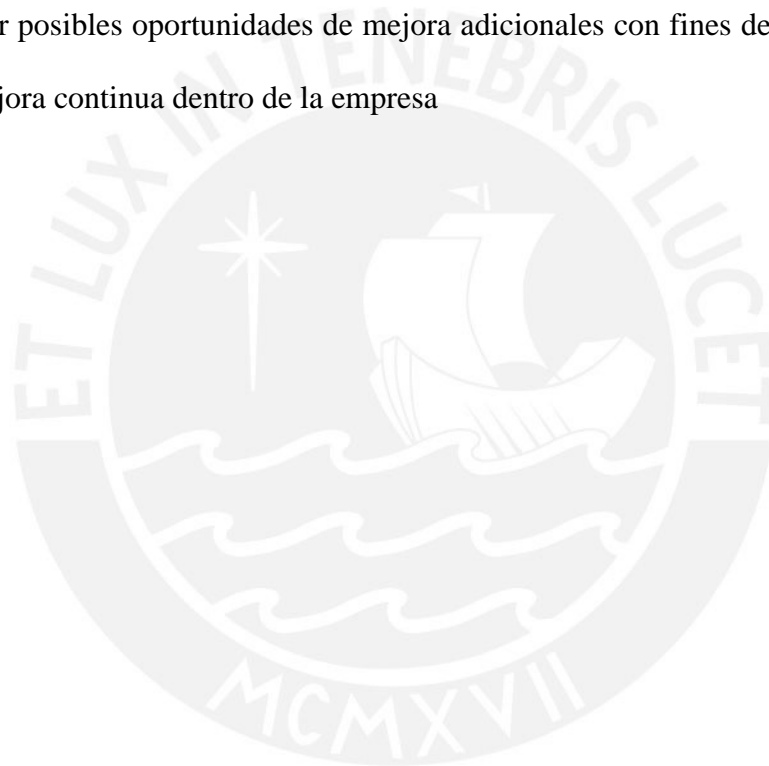 r posibles oportunidades de mejora adicionales con fines de
jora continua dentro de la empresa
ET LUX IN TENEBRIS LUCET
MCMXVII